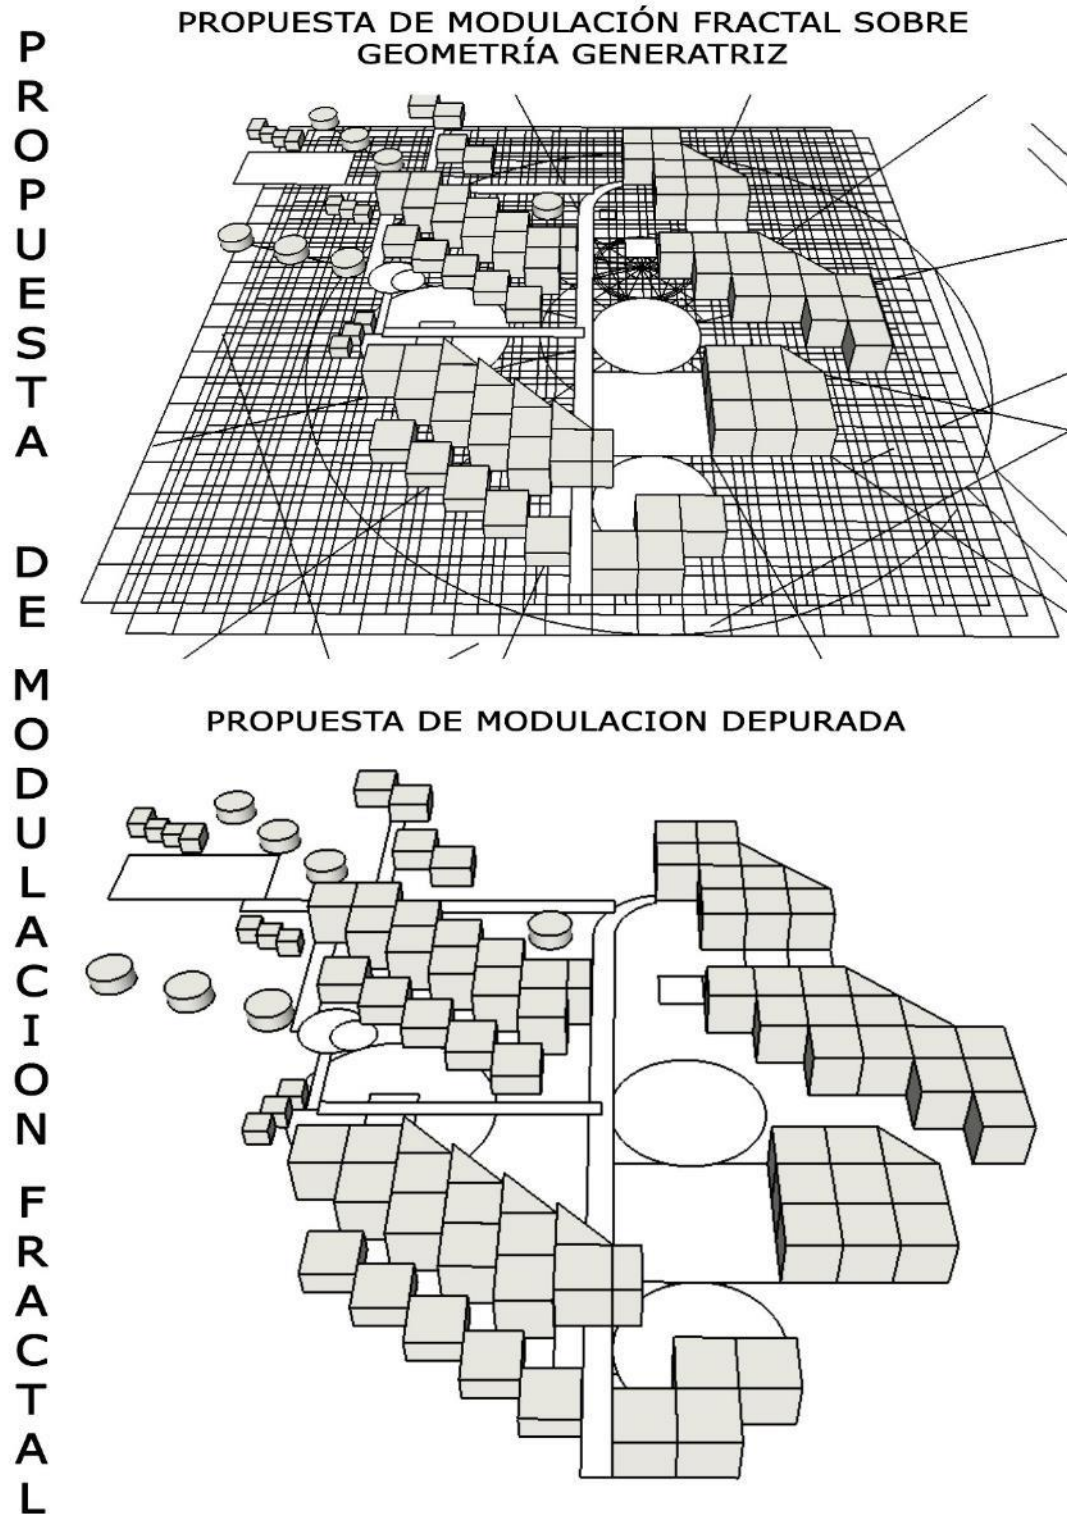 PROPUESTA DE MODULACION FRACTAL
PROPUESTA DE MODULACIÓN FRACTAL SOBRE
GEOMETRÍA GENERATRIZ
PROPUESTA DE MODULACION DEPURADA